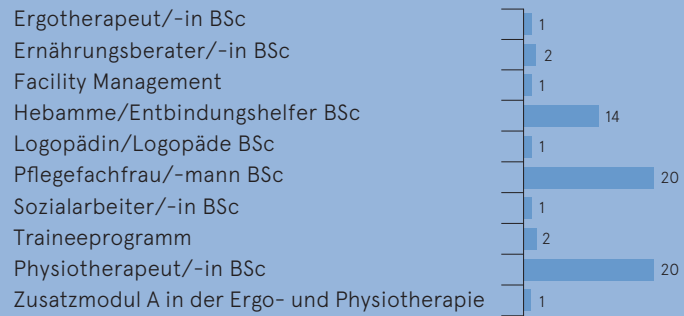 Ergotherapeut/-in BSc 1
Ernährungsberater/-in BSc 2
Facility Management 1
Hebamme/Entbindungshelfer BSc 14
Logopädin/Logopäde BSc 1
Pflegefachfrau/-mann BSc 20
Sozialarbeiter/-in BSc 1
Traineeprogramm 2
Physiotherapeut/-in BSc 20
Zusatzmodul A in der Ergo- und Physiotherapie 1